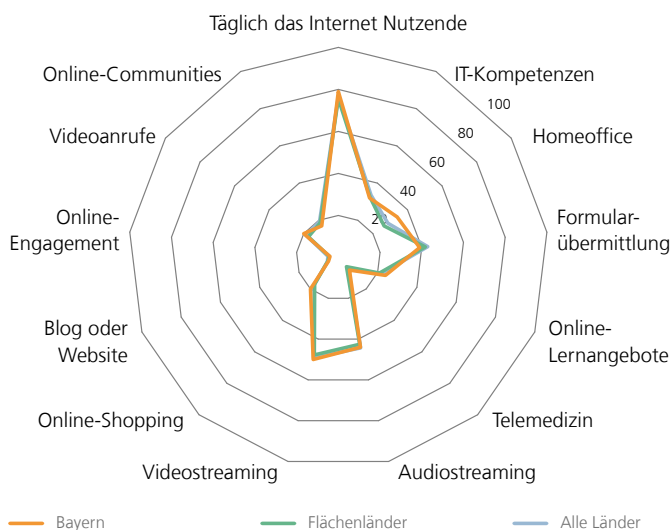 Täglich das Internet Nutzende
Online-Communities
IT-Kompetenzen
100
Videoanrufe
80
Homeoffice
60
40
20
Online-
Engagement
Formular-
übermittlung
Blog oder
Website
Online-
Lernangebote
Online-Shopping
Telemedizin
Videostreaming
Audiostreaming
Bayern
Flächenländer
Alle Länder